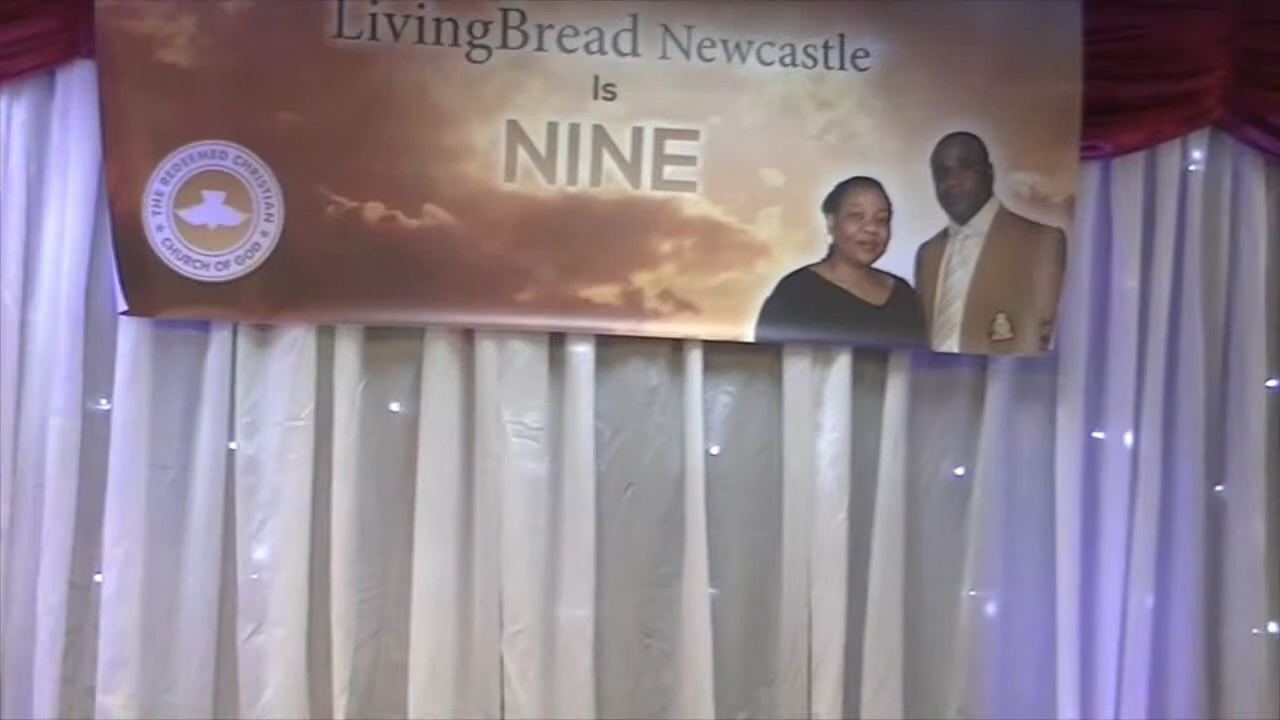 LivingBread Newcastle
Is
NINE
THE REDEEMED CHRISTIAN
CHURCH OF GOD